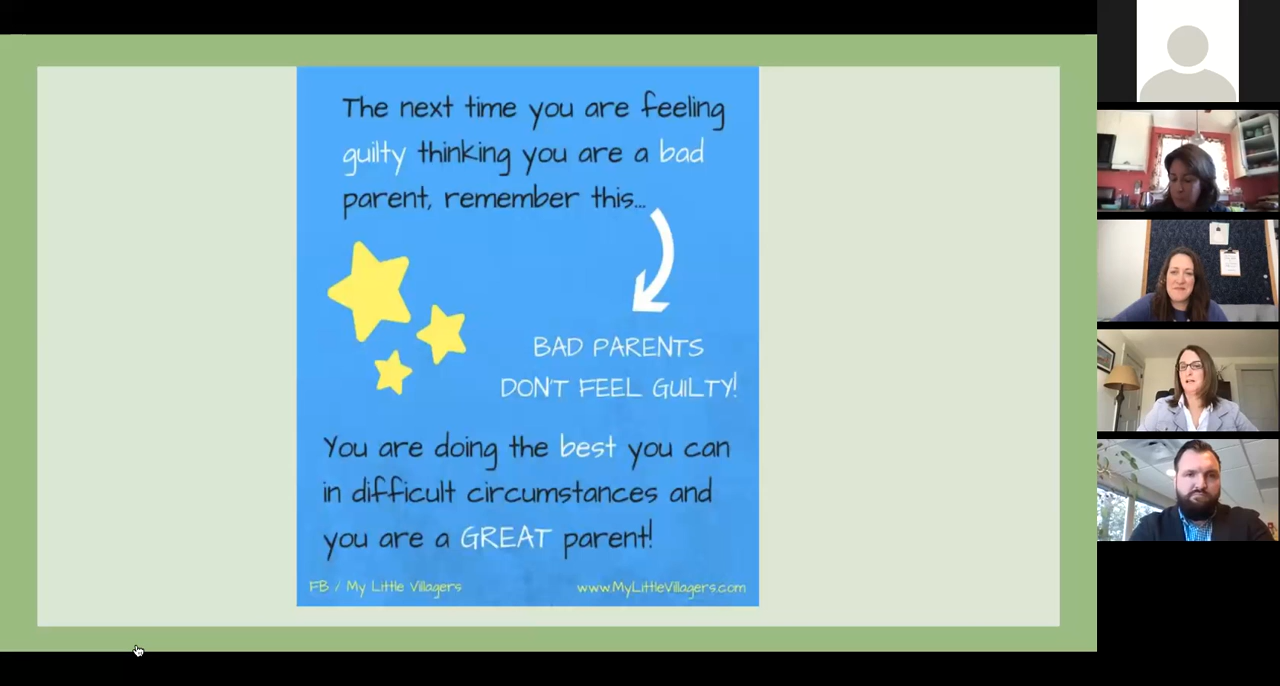 The next time you are feeling
guilty thinking you are a bad
parent, remember this...
BAD PARENTS
DON'T FEEL GUILTY!
You are doing the best you can
in difficult circumstances and
you are a GREAT parent!
FB / My Little Villagers
www.MyLittleVillagers.com